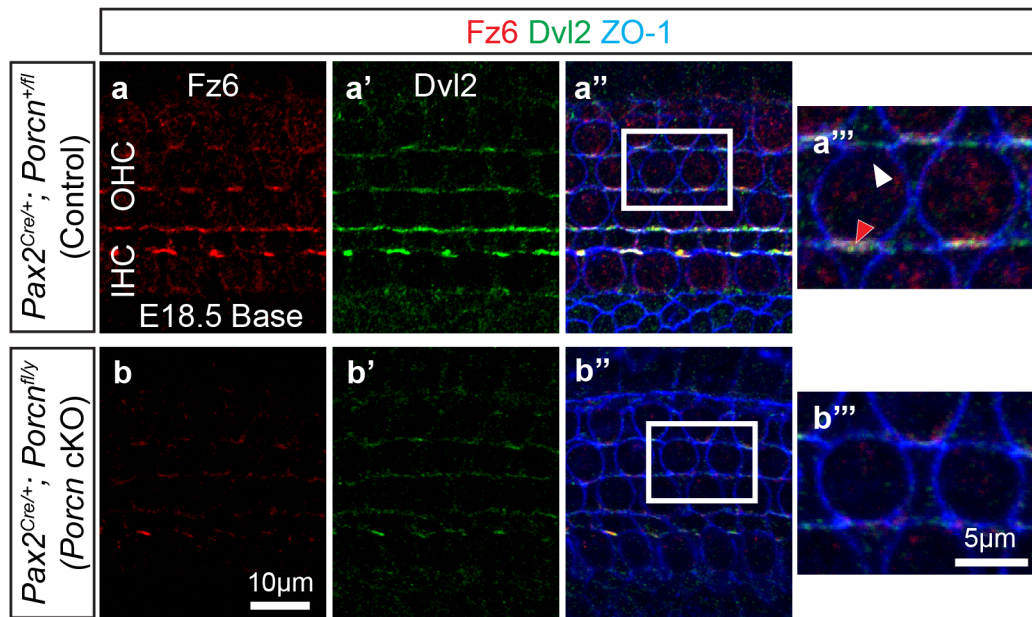 Fz6 Dvl2 ZO-1
Pax2Cre/+; Porcn+/fl
(Control)
a
Fz6
a’
Dvl2
a’’
a’’’
OHC
IHC
E18.5 Base
Pax2Cre/+; Porcnfl/y
(Porcn cKO)
b
b’
b’’
b’’’
10µm
5µm